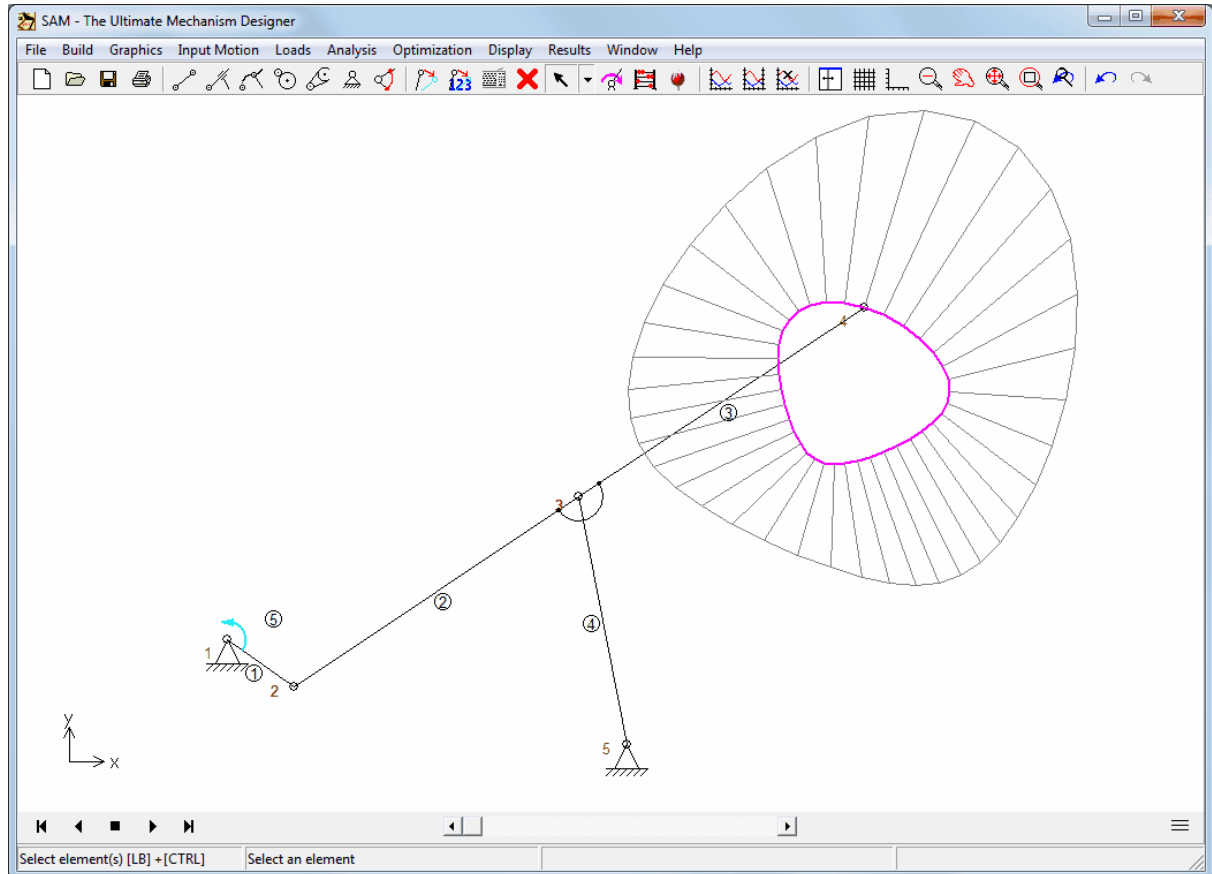 SAM - The Ultimate Mechanism Designer
File Build Graphics Input Motion Loads Analysis Optimization Display Results Window Help
123
4
3
3
2
5
4
1
1
2
5
y
x
Select element(s) [LB] +[CTRL] Select an element